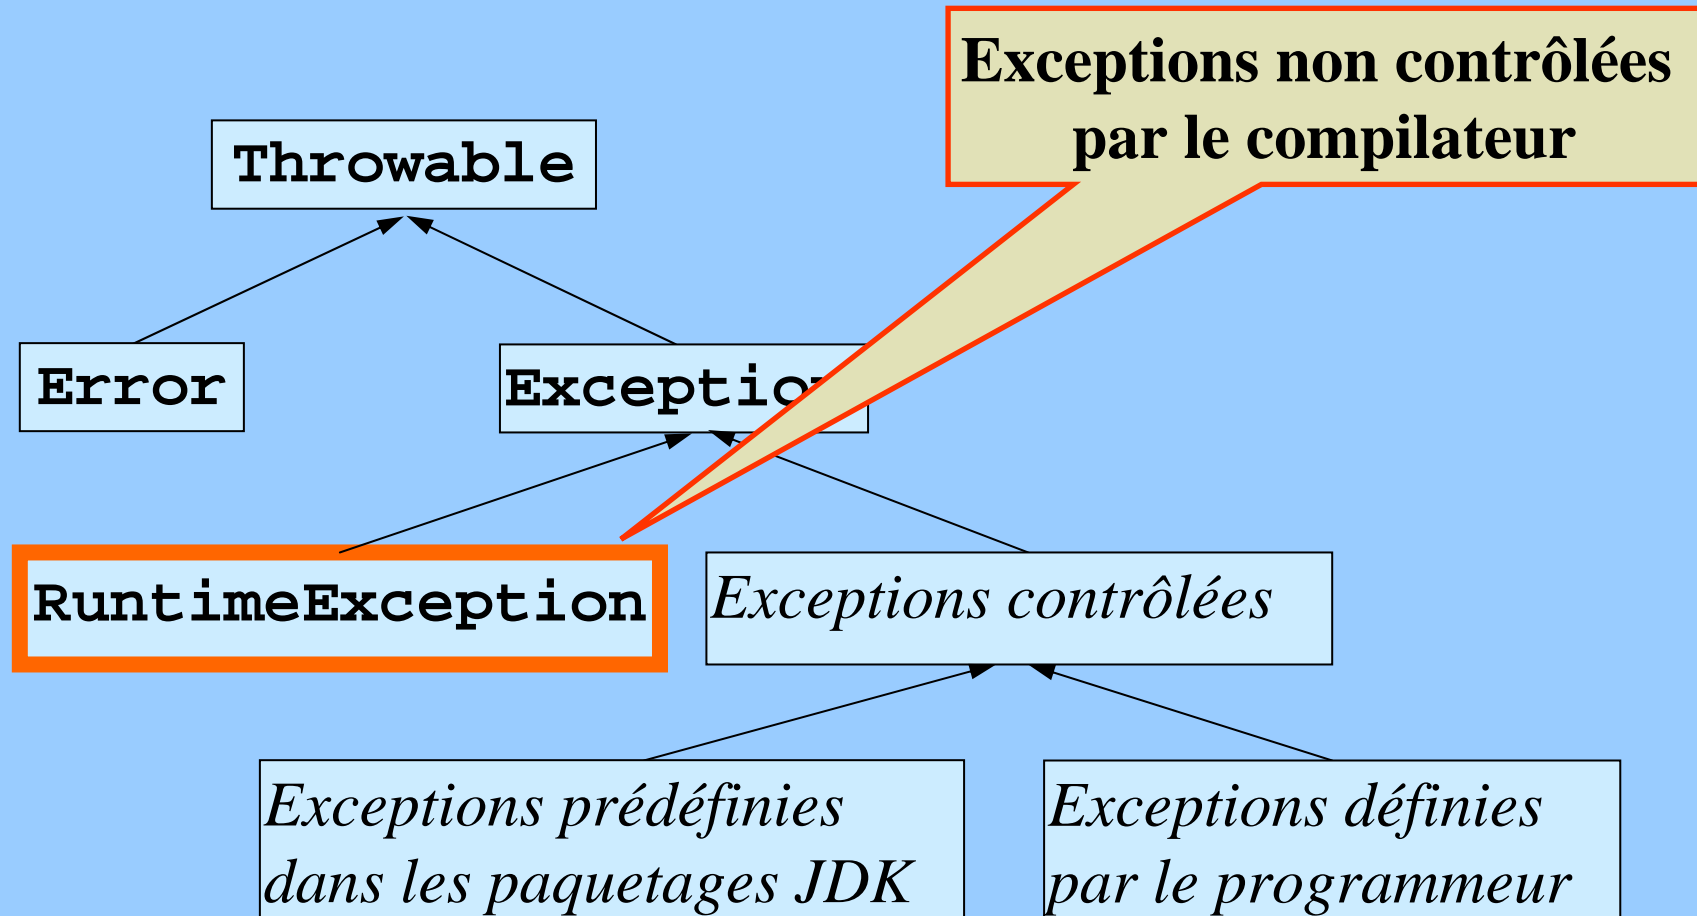 Exceptions non contrôlées
par le compilateur
Throwable
Error
Exception
RuntimeException
Exceptions contrôlées
Exceptions prédéfinies
dans les paquetages JDK
Exceptions définies
par le programmeur